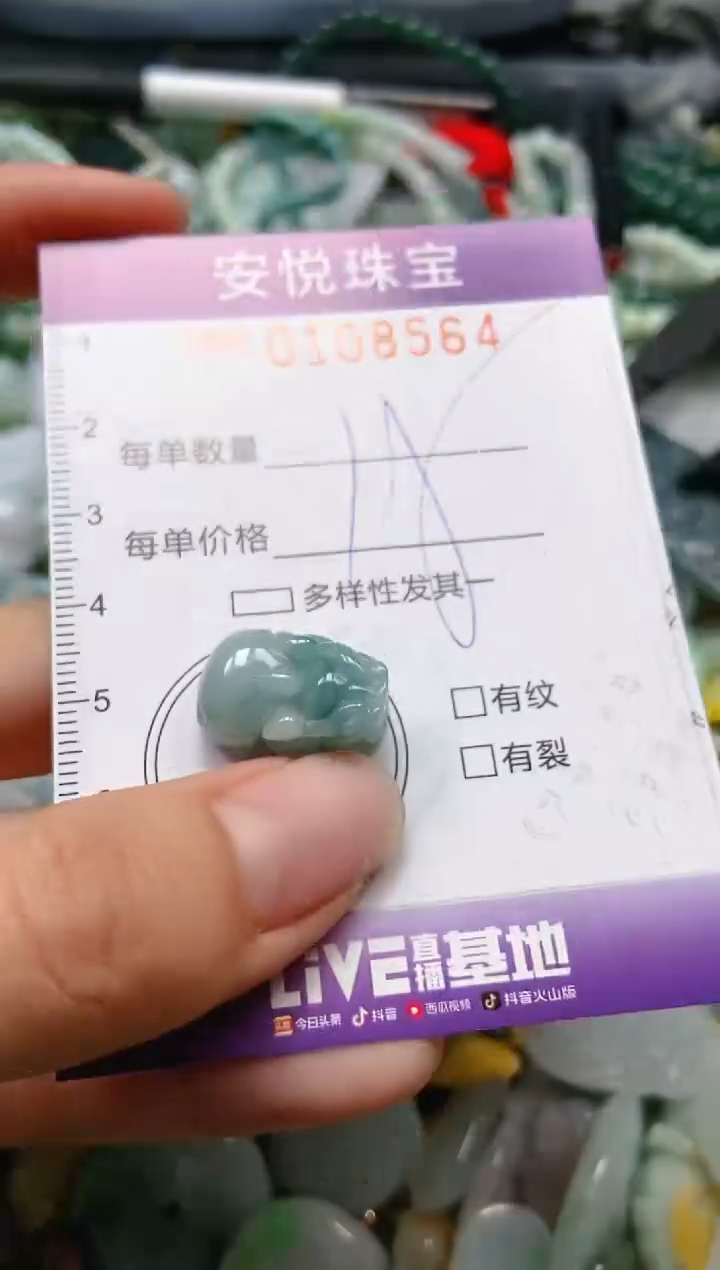 安悦珠宝
0108564
1
2
每单数量
3
每单价格
4
多样性发其一
5
有纹
有裂
LiVE直播基地
今日头条 抖音 西瓜视频 抖音火山版